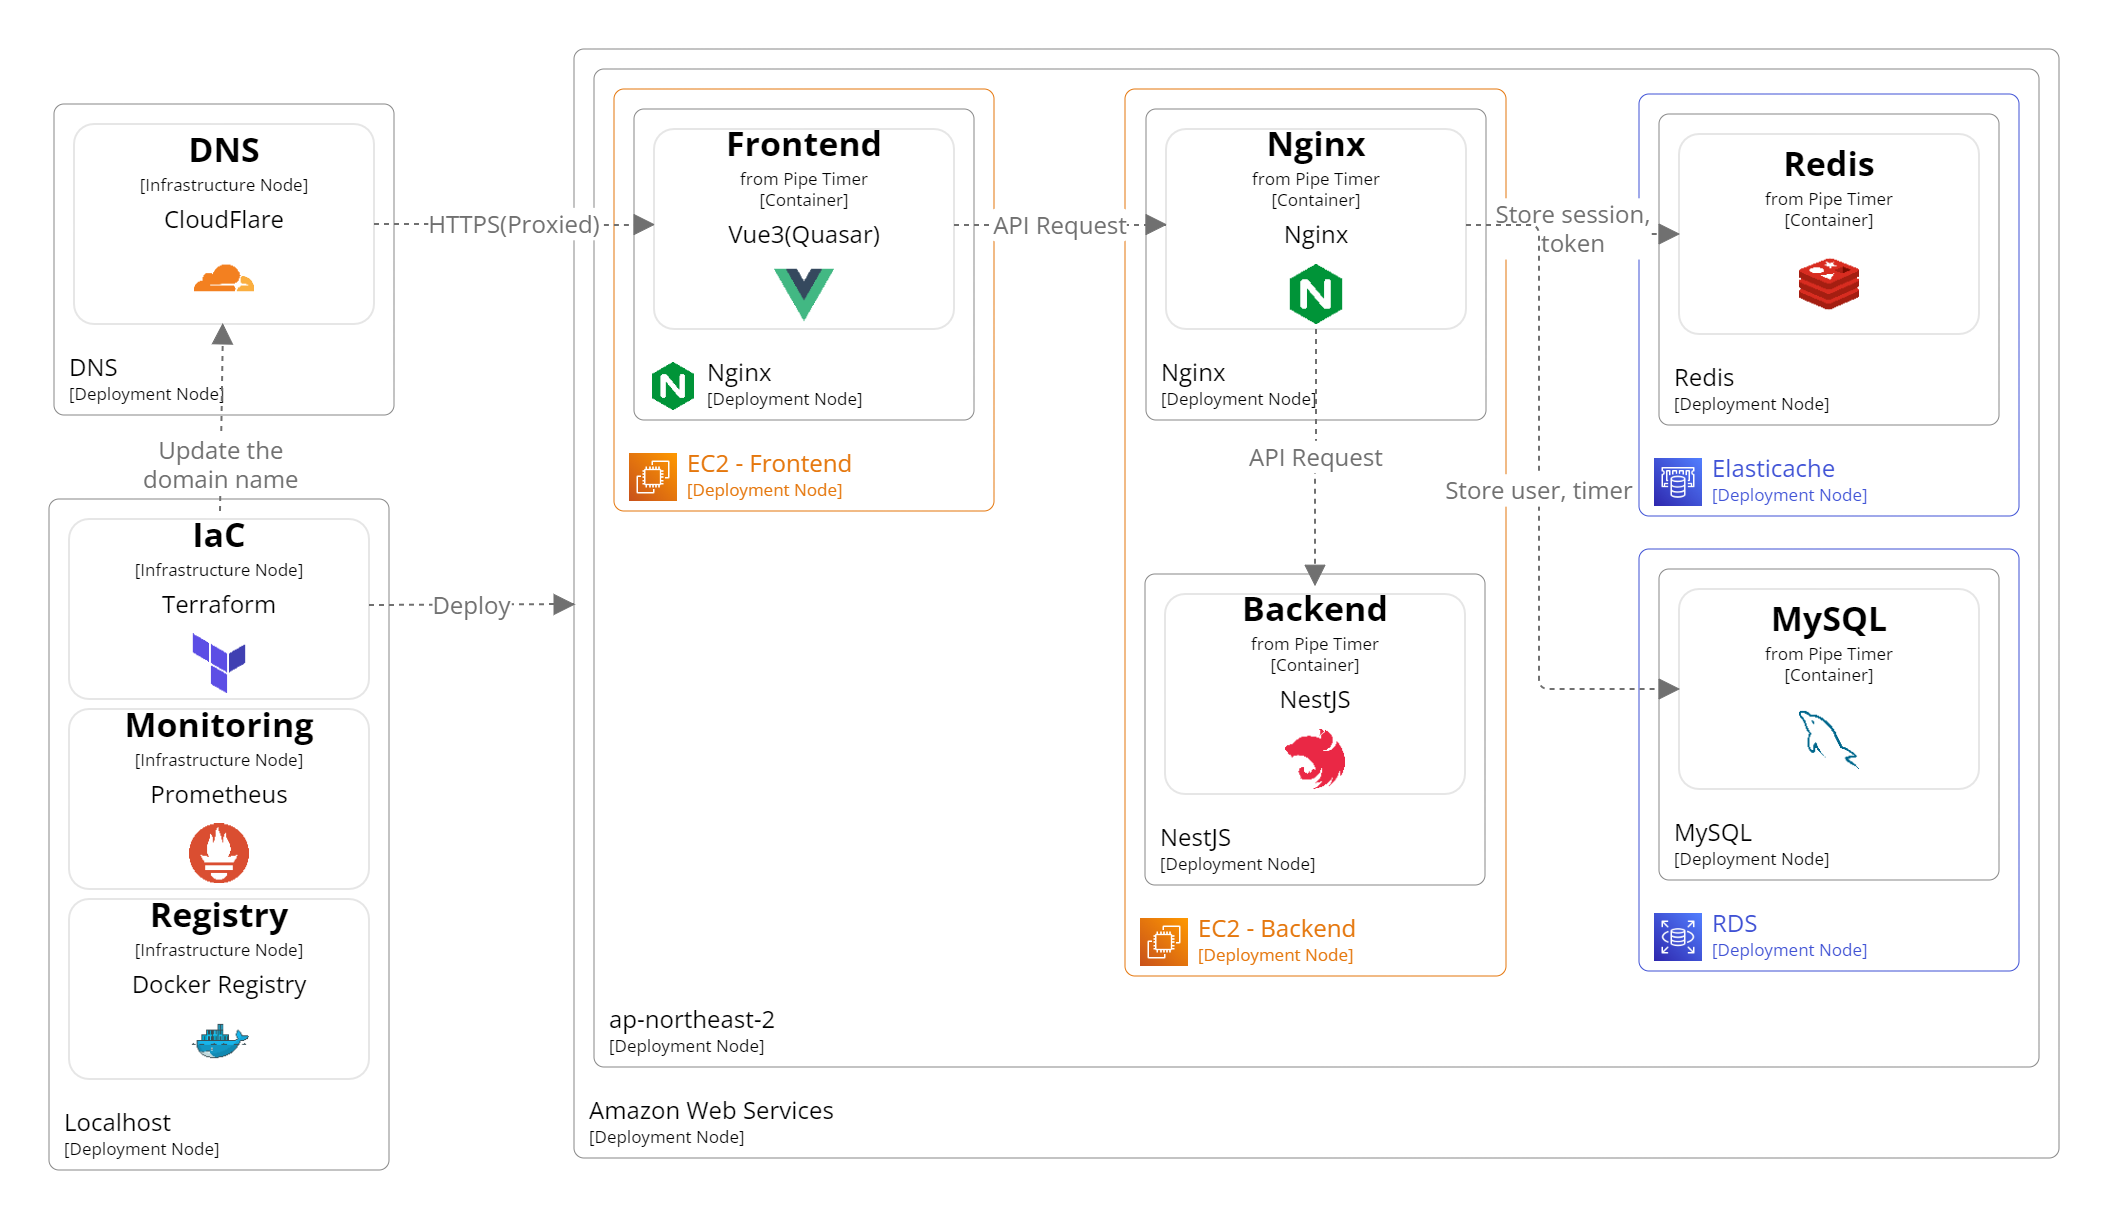 DNS
[Infrastructure Node]
CloudFlare
DNS
[Deployment Node]
Update the
domain name
IaC
[Infrastructure Node]
Terraform
Monitoring
[Infrastructure Node]
Prometheus
Registry
[Infrastructure Node]
Docker Registry
Localhost
[Deployment Node]
HTTPS(Proxied)
Deploy
Frontend
from Pipe Timer
[Container]
Vue3(Quasar)
Nginx
[Deployment Node]
EC2 - Frontend
[Deployment Node]
API Request
Nginx
from Pipe Timer
[Container]
Nginx
Nginx
[Deployment Node]
API Request
Backend
from Pipe Timer
[Container]
NestJS
NestJS
[Deployment Node]
EC2 - Backend
[Deployment Node]
Store session,
token
Store user, timer
Redis
from Pipe Timer
[Container]
Redis
[Deployment Node]
Elasticache
[Deployment Node]
MySQL
from Pipe Timer
[Container]
MySQL
[Deployment Node]
RDS
[Deployment Node]
ap-northeast-2
[Deployment Node]
Amazon Web Services
[Deployment Node]